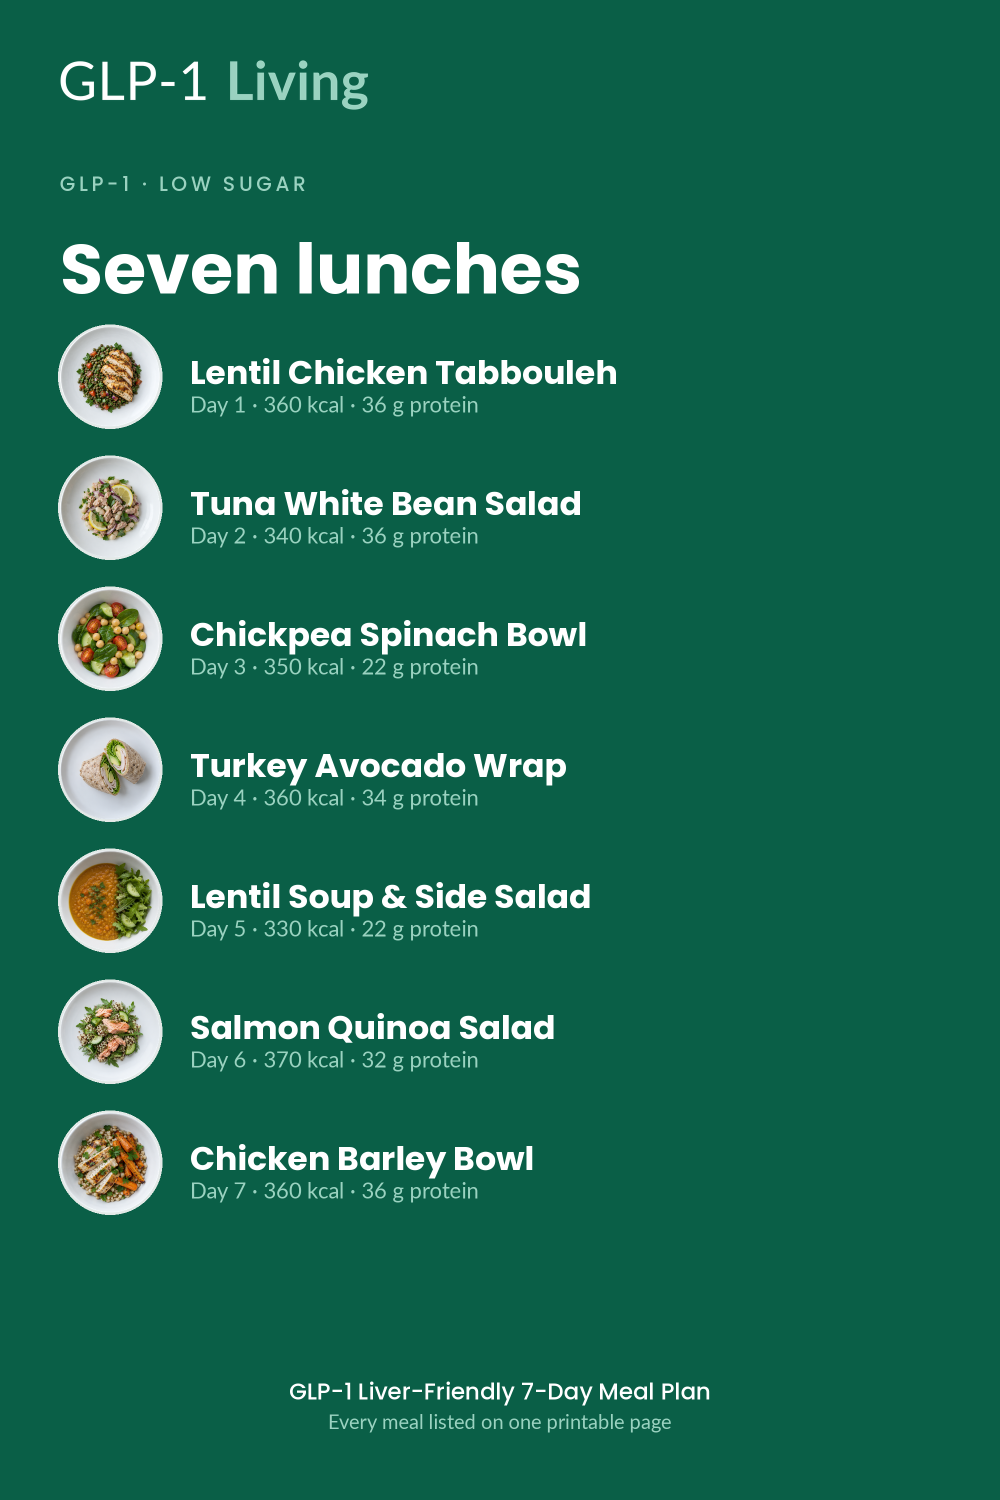 GLP-1 Living
GLP-1 · LOW SUGAR
Seven lunches
Lentil Chicken Tabbouleh
Day 1 · 360 kcal · 36 g protein
Tuna White Bean Salad
Day 2 · 340 kcal · 36 g protein
Chickpea Spinach Bowl
Day 3 · 350 kcal · 22 g protein
Turkey Avocado Wrap
Day 4 · 360 kcal · 34 g protein
Lentil Soup & Side Salad
Day 5 · 330 kcal · 22 g protein
Salmon Quinoa Salad
Day 6 · 370 kcal · 32 g protein
Chicken Barley Bowl
Day 7 · 360 kcal · 36 g protein
GLP-1 Liver-Friendly 7-Day Meal Plan
Every meal listed on one printable page